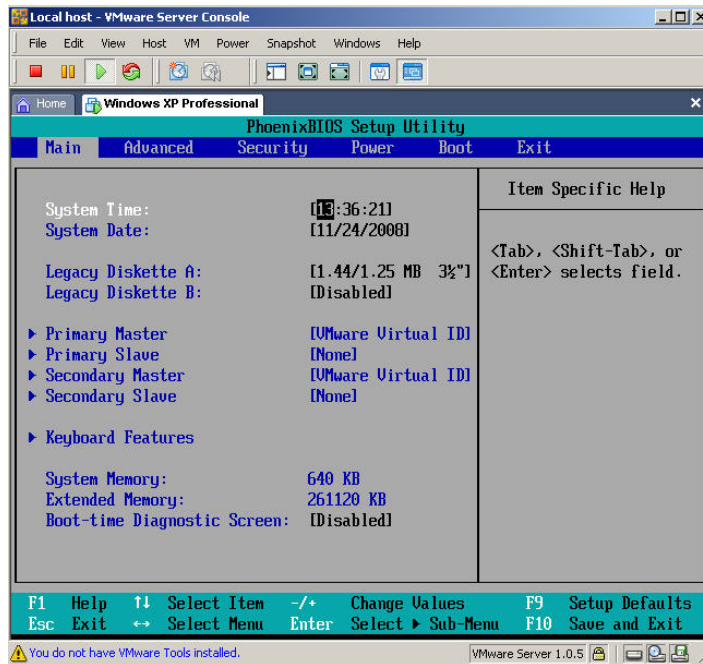 Local host - VMware Server Console
File Edit View Host VM Power Snapshot Windows Help
Home Windows XP Professional
PhoenixBIOS Setup Utility
Main Advanced Security Power Boot Exit
Item Specific Help
System Time: [13:36:21]
System Date: [11/24/2008]
<Tab>, <Shift-Tab>, or
<Enter> selects field.
Legacy Diskette A: [1.44/1.25 MB 3½"]
Legacy Diskette B: [Disabled]
Primary Master [VMware Virtual ID]
Primary Slave [None]
Secondary Master [VMware Virtual ID]
Secondary Slave [None]
Keyboard Features
System Memory: 640 KB
Extended Memory: 261120 KB
Boot-time Diagnostic Screen: [Disabled]
F1 Help ↑↓ Select Item -/+ Change Values F9 Setup Defaults
Esc Exit ↔ Select Menu Enter Select ▶ Sub-Menu F10 Save and Exit
You do not have VMware Tools installed. VMware Server 1.0.5